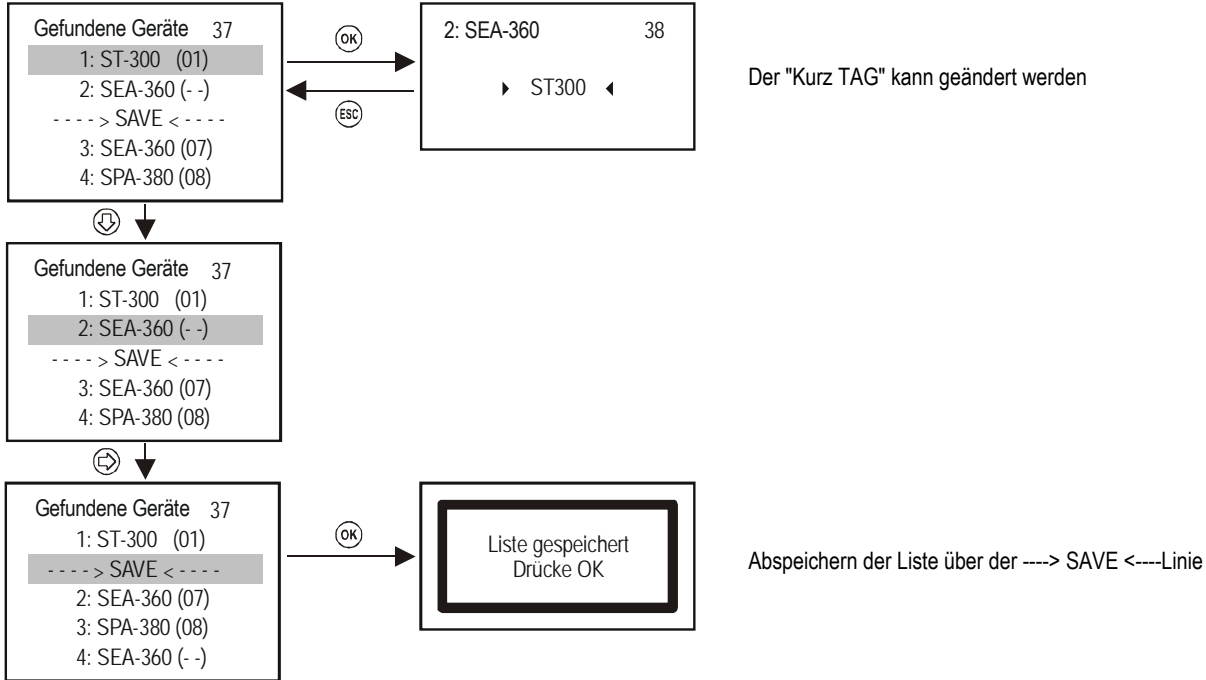 Gefundene Geräte 37
1: ST-300 (01)
2: SEA-360 (- -)
- - - - > SAVE < - - - -
3: SEA-360 (07)
4: SPA-380 (08)
OK
ESC
2: SEA-360 38
ST300
Der "Kurz TAG" kann geändert werden
Gefundene Geräte 37
1: ST-300 (01)
2: SEA-360 (- -)
- - - - > SAVE < - - - -
3: SEA-360 (07)
4: SPA-380 (08)
Gefundene Geräte 37
1: ST-300 (01)
- - - - > SAVE < - - - -
2: SEA-360 (07)
3: SPA-380 (08)
4: SEA-360 (- -)
OK
Liste gespeichert
Drücke OK
Abspeichern der Liste über der ----> SAVE <----Linie